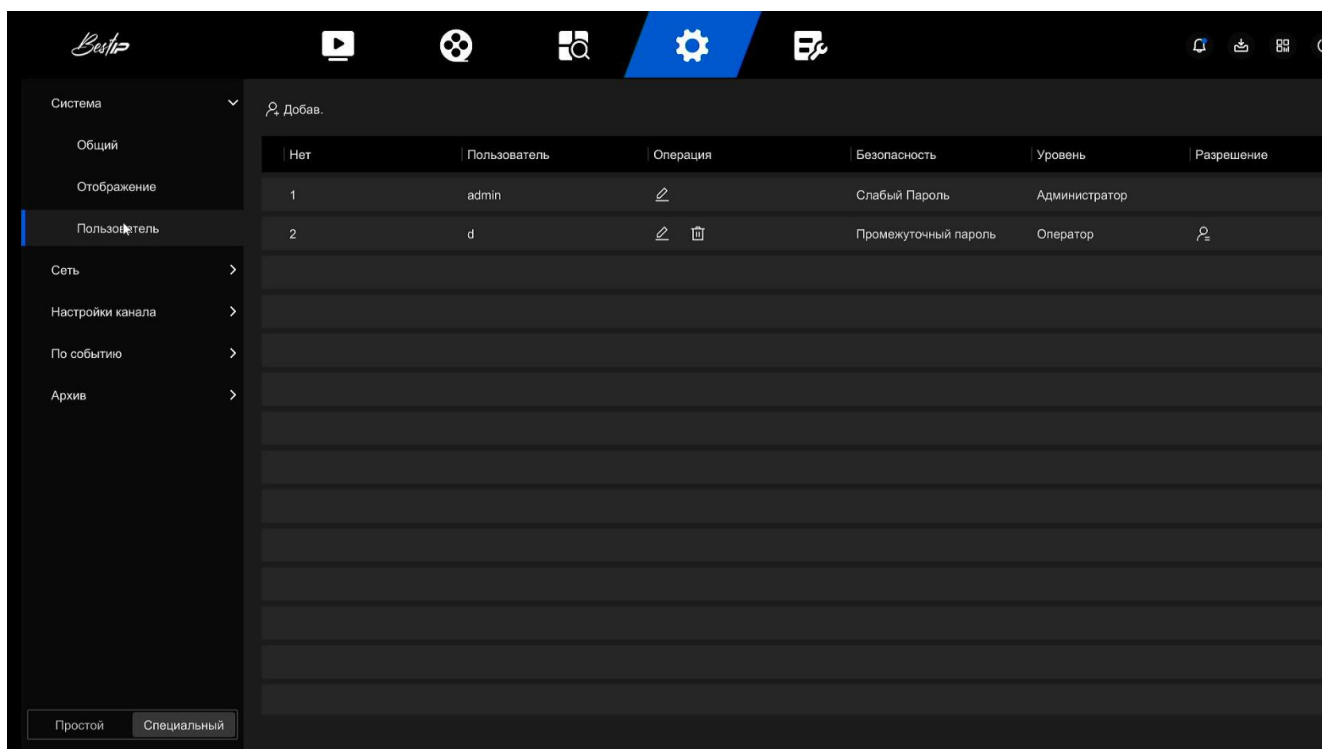 Bestip
Система
Общий
Отображение
Пользователь
Сеть
Настройки канала
По событию
Архив
Простой Специальный
Добав.
Нет Пользователь Операция Безопасность Уровень Разрешение
1 admin Слабый Пароль Администратор
2 d Промежуточный пароль Оператор